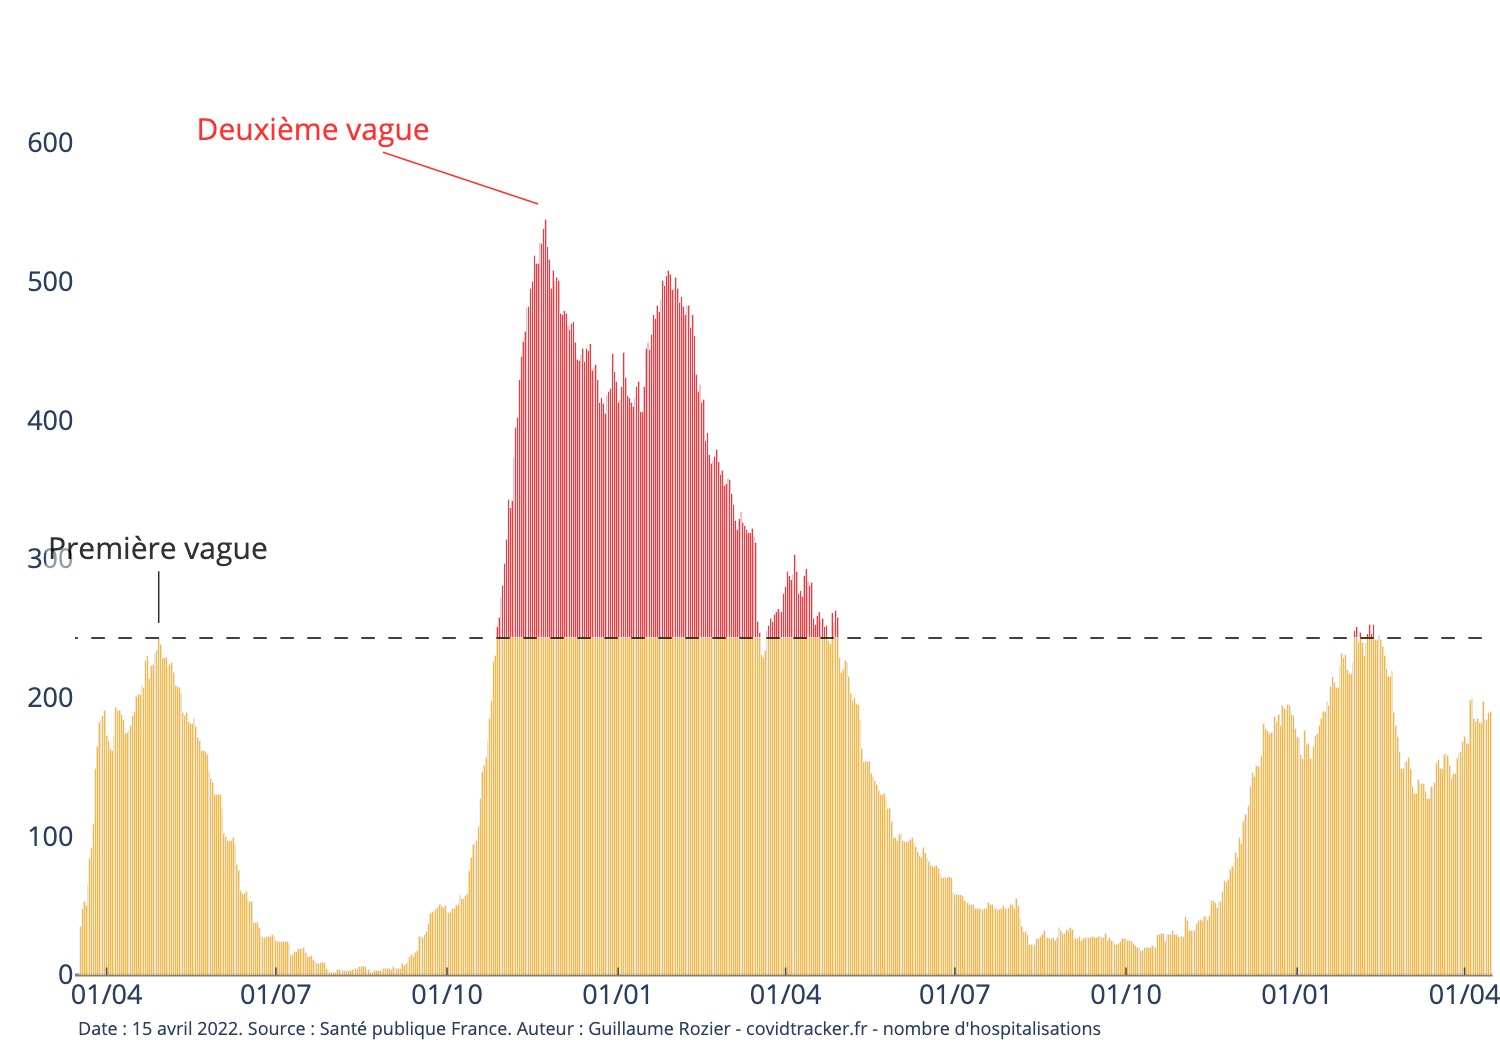 600
Deuxième vague
500
400
Première vague
300
200
100
0
01/04 01/07 01/10 01/01 01/04 01/07 01/10 01/01 01/04
Date : 15 avril 2022. Source : Santé publique France. Auteur : Guillaume Rozier - covidtracker.fr - nombre d'hospitalisations